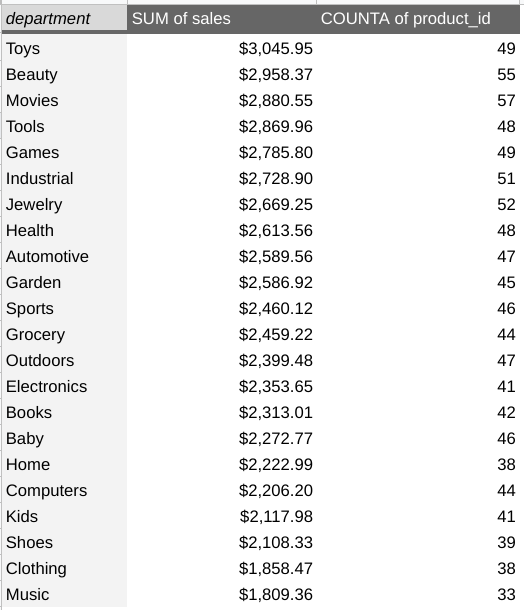 department SUM of sales COUNTA of product_id
Toys $3,045.95 49
Beauty $2,958.37 55
Movies $2,880.55 57
Tools $2,869.96 48
Games $2,785.80 49
Industrial $2,728.90 51
Jewelry $2,669.25 52
Health $2,613.56 48
Automotive $2,589.56 47
Garden $2,586.92 45
Sports $2,460.12 46
Grocery $2,459.22 44
Outdoors $2,399.48 47
Electronics $2,353.65 41
Books $2,313.01 42
Baby $2,272.77 46
Home $2,222.99 38
Computers $2,206.20 44
Kids $2,117.98 41
Shoes $2,108.33 39
Clothing $1,858.47 38
Music $1,809.36 33